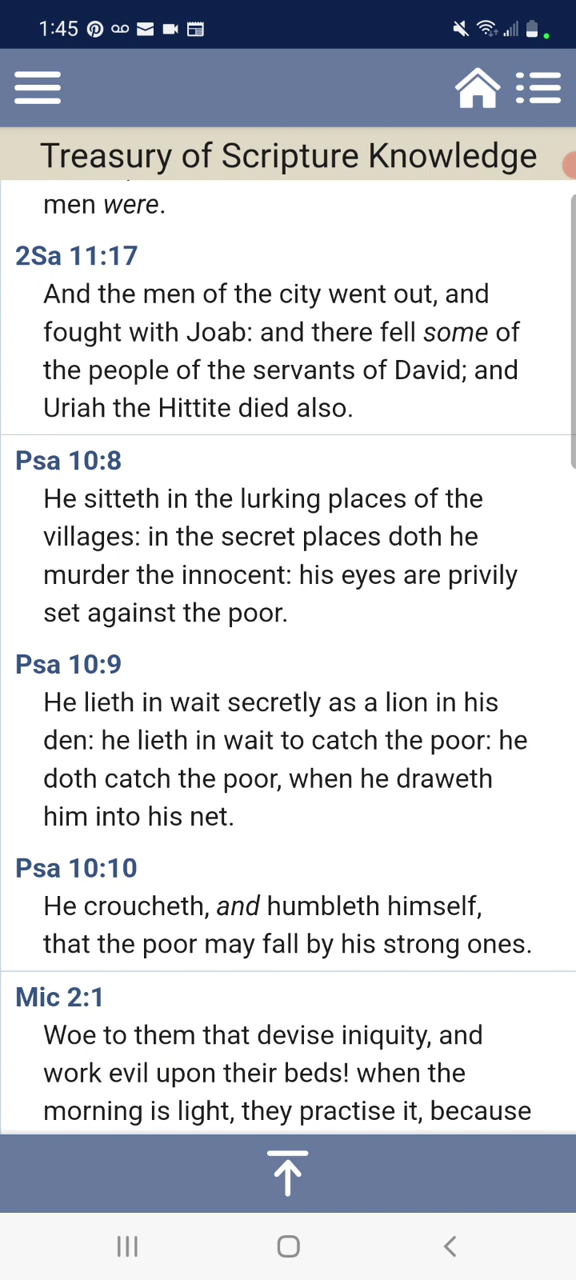 1:45
Treasury of Scripture Knowledge
men were.
2Sa 11:17
And the men of the city went out, and
fought with Joab: and there fell some of
the people of the servants of David; and
Uriah the Hittite died also.
Psa 10:8
He sitteth in the lurking places of the
villages: in the secret places doth he
murder the innocent: his eyes are privily
set against the poor.
Psa 10:9
He lieth in wait secretly as a lion in his
den: he lieth in wait to catch the poor: he
doth catch the poor, when he draweth
him into his net.
Psa 10:10
He croucheth, and humbleth himself,
that the poor may fall by his strong ones.
Mic 2:1
Woe to them that devise iniquity, and
work evil upon their beds! when the
morning is light, they practise it, because